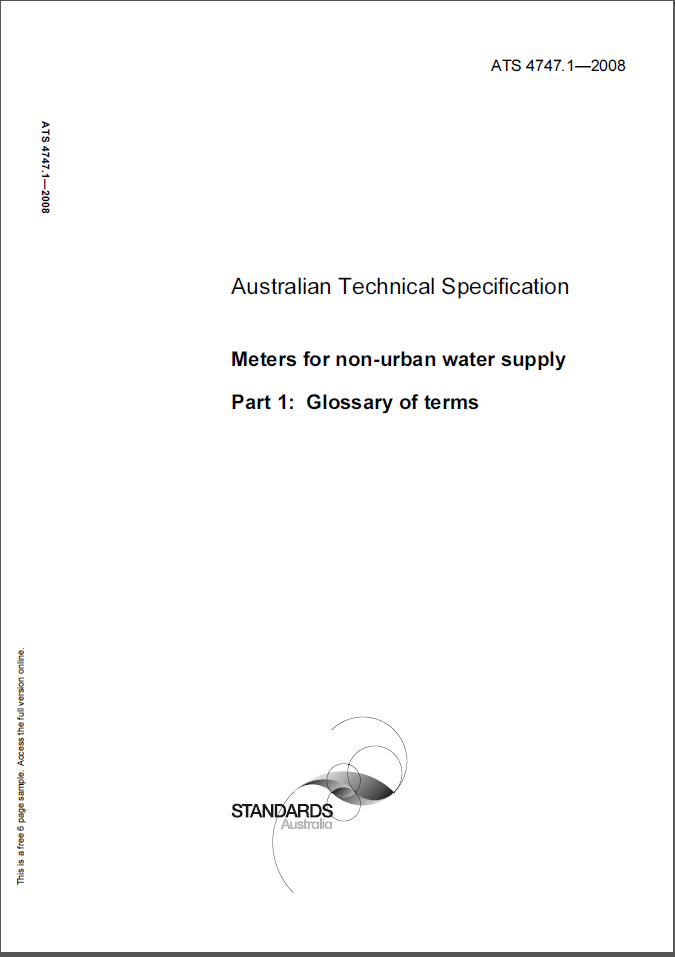 ATS 4747.1—2008
ATS 4747.1—2008
Australian Technical Specification
Meters for non-urban water supply
Part 1:  Glossary of terms
This is a free 6 page sample. Access the full version online.
STANDARDS
Australia